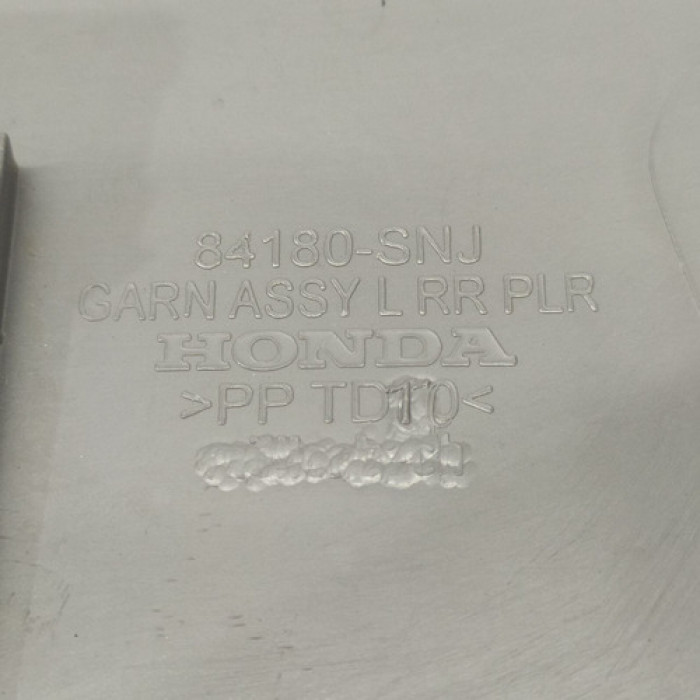 84180-SNJ
GARN ASSY L RR PLR
HONDA
>PP TD10<